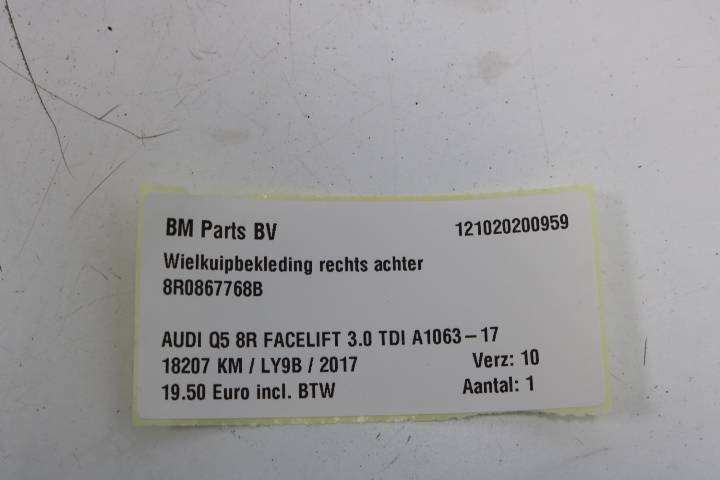 BM Parts BV 121020200959
Wielkuipbekleding rechts achter
8R0867768B
AUDI Q5 8R FACELIFT 3.0 TDI A1063-17
18207 KM / LY9B / 2017 Verz: 10
19.50 Euro incl. BTW Aantal: 1